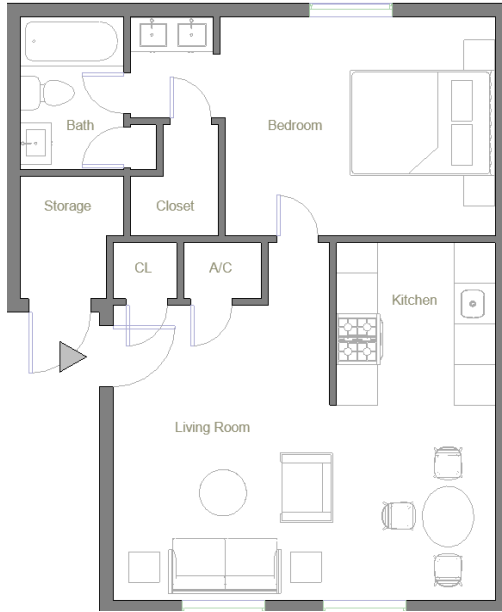 Bath
Bedroom
Storage
Closet
CL
A/C
Kitchen
Living Room